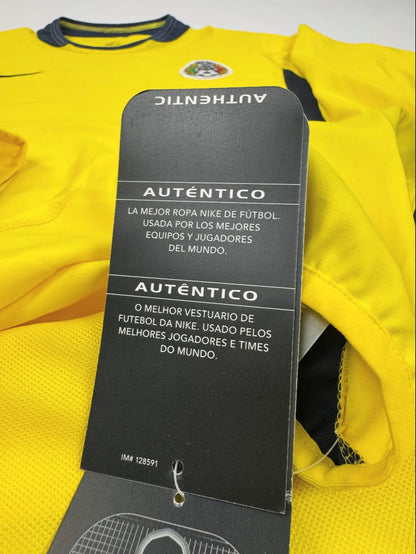 AUTHENTIC
AUTÉNTICO
LA MEJOR ROPA NIKE DE FÚTBOL.
USADA POR LOS MEJORES
EQUIPOS Y JUGADORES
DEL MUNDO.
AUTÊNTICO
O MELHOR VESTUARIO DE
FUTEBOL DA NIKE. USADO PELOS
MELHORES JOGADORES E TIMES
DO MUNDO.
IM# 128591